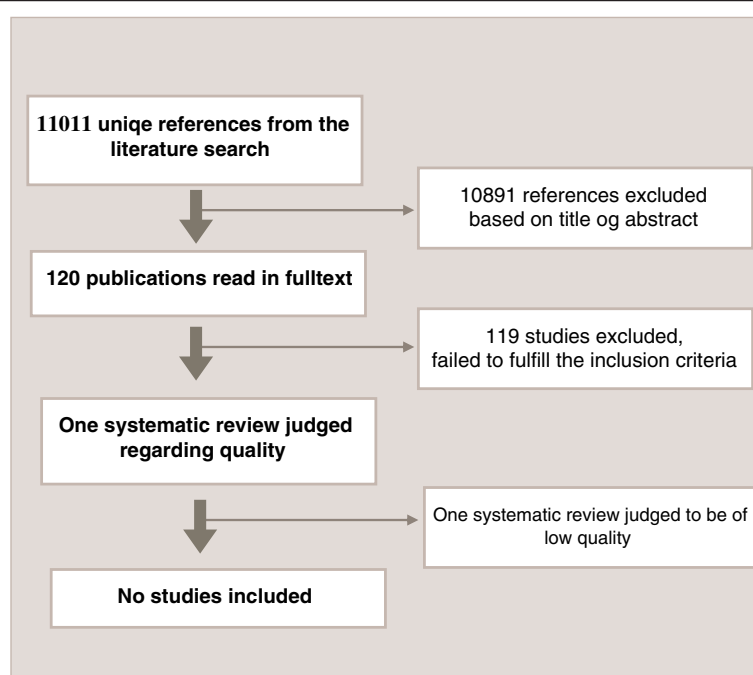 11011 uniqe references from the
literature search
10891 references excluded
based on title og abstract
120 publications read in fulltext
119 studies excluded,
failed to fulfill the inclusion criteria
One systematic review judged
regarding quality
One systematic review judged to be of
low quality
No studies included